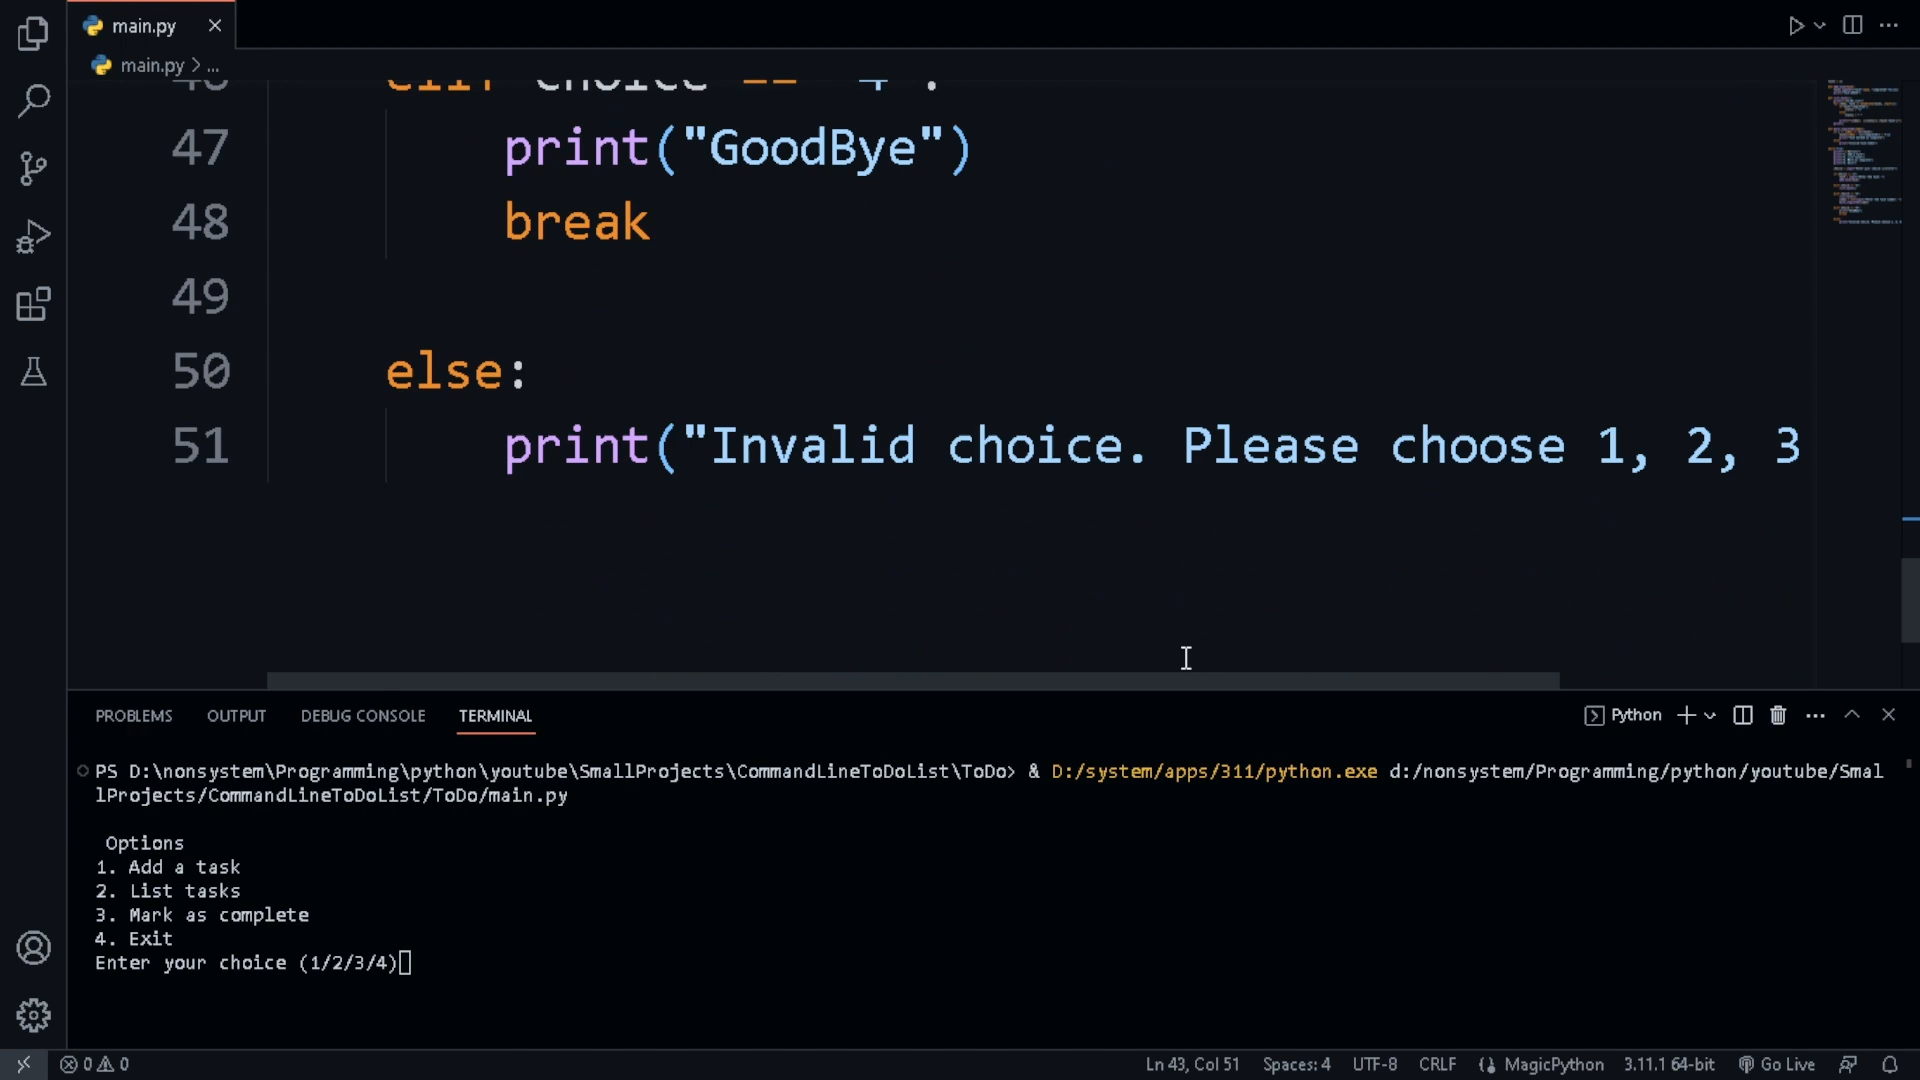 main.py
main.py > ...
elif choice == "4":
47 print("GoodBye")
48 break
49
50 else:
51 print("Invalid choice. Please choose 1, 2, 3
PROBLEMS OUTPUT DEBUG CONSOLE TERMINAL Python
PS D:\nonsystem\Programming\python\youtube\SmallProjects\CommandLineToDoList\ToDo> & D:/system/apps/311/python.exe d:/nonsystem/Programming/python/youtube/Smal
lProjects/CommandLineToDoList/ToDo/main.py
Options
1. Add a task
2. List tasks
3. Mark as complete
4. Exit
Enter your choice (1/2/3/4)
0 0 Ln 43, Col 51 Spaces: 4 UTF-8 CRLF MagicPython 3.11.1 64-bit Go Live